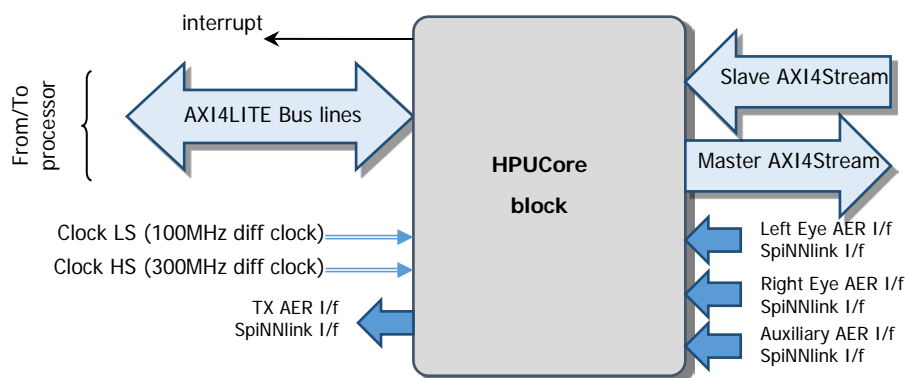 interrupt
From/To
processor
AXI4LITE Bus lines
Clock LS (100MHz diff clock)
Clock HS (300MHz diff clock)
TX AER I/f
SpiNNlink I/f
HPUCore
block
Slave AXI4Stream
Master AXI4Stream
Left Eye AER I/f
SpiNNlink I/f
Right Eye AER I/f
SpiNNlink I/f
Auxiliary AER I/f
SpiNNlink I/f